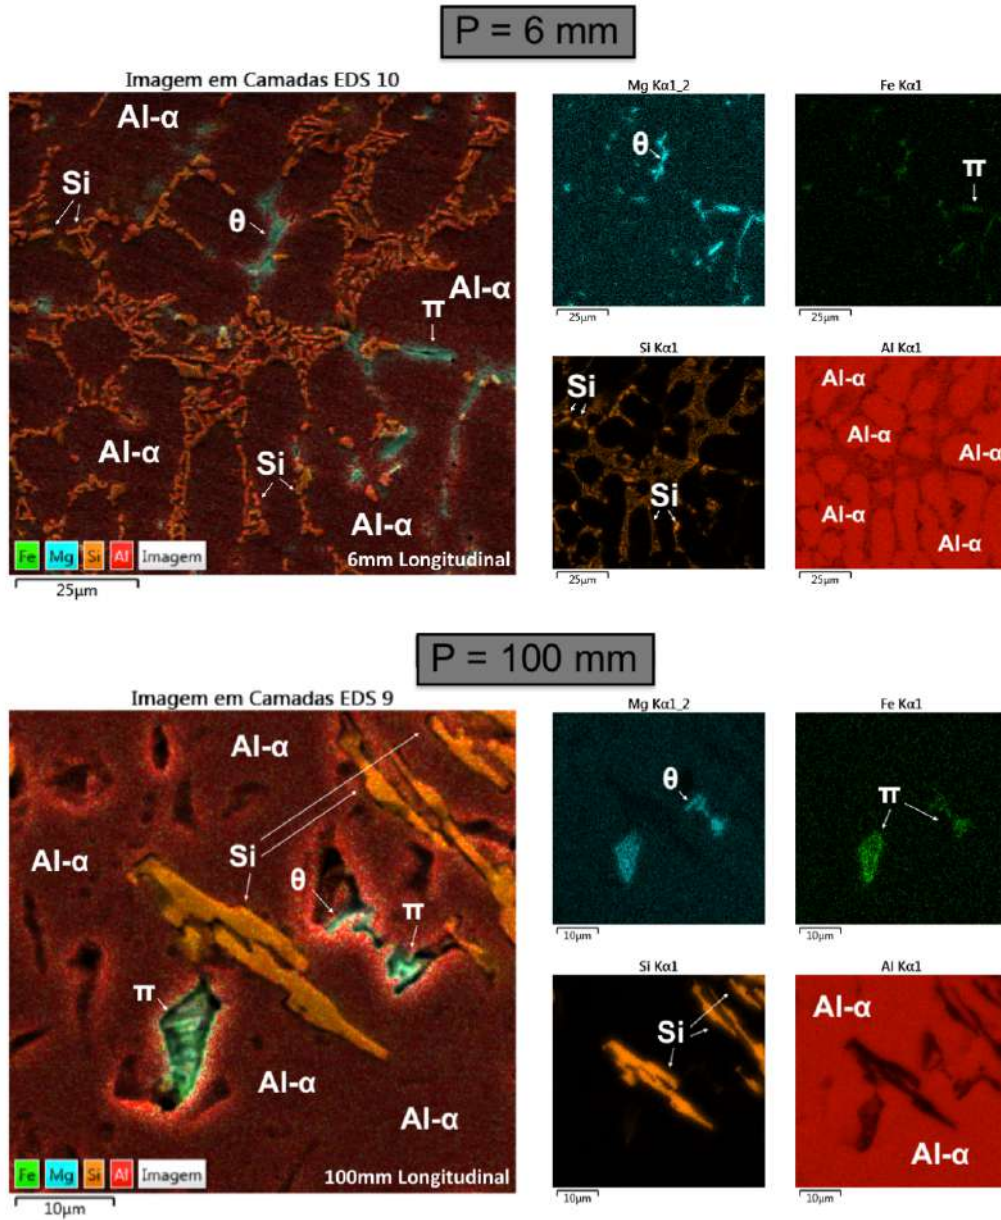 P = 6 mm
Imagem em Camadas EDS 10
Al-α
Si
θ
Al-α
π
Al-α
Si
Al-α
Fe Mg Si Al Imagem
6mm Longitudinal
25µm
Mg Kα1_2
θ
25µm
Fe Kα1
π
25µm
Si Kα1
Si
Si
25µm
Al Kα1
Al-α
Al-α
Al-α
Al-α
Al-α
25µm
P = 100 mm
Imagem em Camadas EDS 9
Al-α
Al-α
Si
θ
π
π
Al-α
Al-α
Fe Mg Si Al Imagem
100mm Longitudinal
10µm
Mg Kα1_2
θ
10µm
Fe Kα1
π
10µm
Si Kα1
Si
10µm
Al Kα1
Al-α
Al-α
10µm